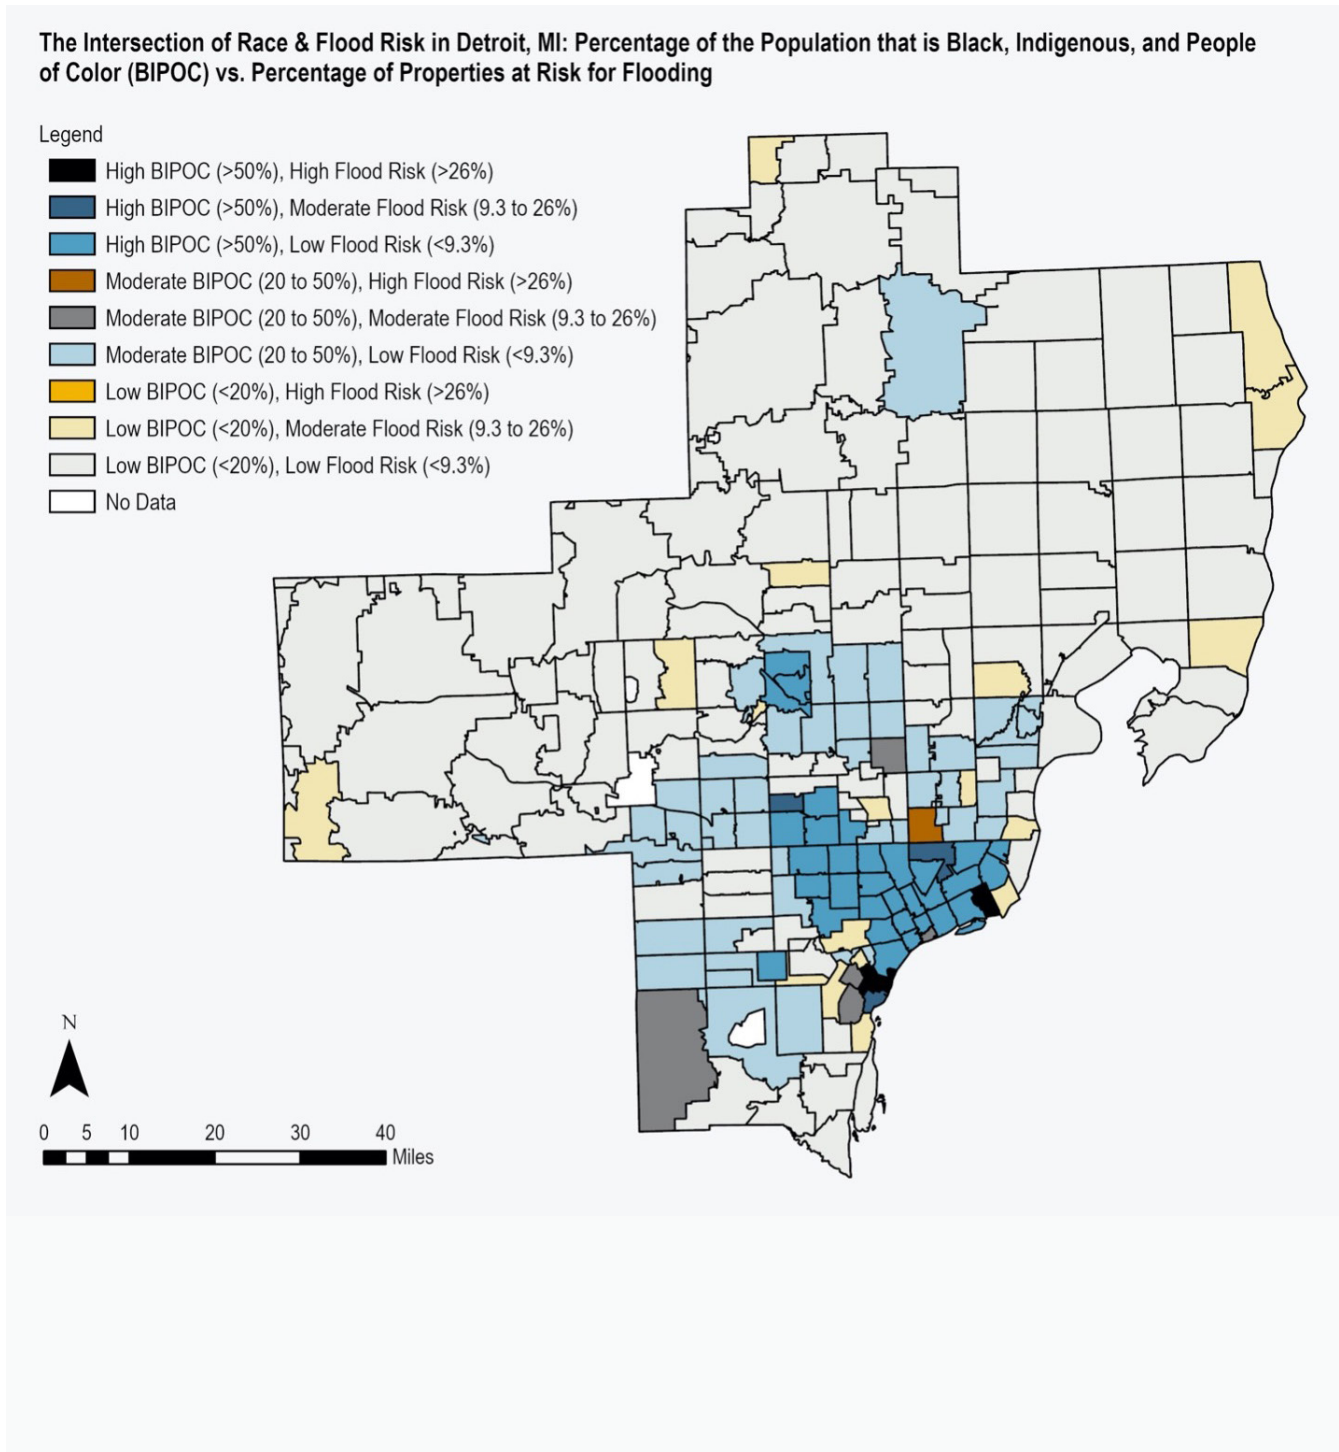 The Intersection of Race & Flood Risk in Detroit, MI: Percentage of the Population that is Black, Indigenous, and People
of Color (BIPOC) vs. Percentage of Properties at Risk for Flooding
Legend
High BIPOC (>50%), High Flood Risk (>26%)
High BIPOC (>50%), Moderate Flood Risk (9.3 to 26%)
High BIPOC (>50%), Low Flood Risk (<9.3%)
Moderate BIPOC (20 to 50%), High Flood Risk (>26%)
Moderate BIPOC (20 to 50%), Moderate Flood Risk (9.3 to 26%)
Moderate BIPOC (20 to 50%), Low Flood Risk (<9.3%)
Low BIPOC (<20%), High Flood Risk (>26%)
Low BIPOC (<20%), Moderate Flood Risk (9.3 to 26%)
Low BIPOC (<20%), Low Flood Risk (<9.3%)
No Data
N
0 5 10 20 30 40
Miles